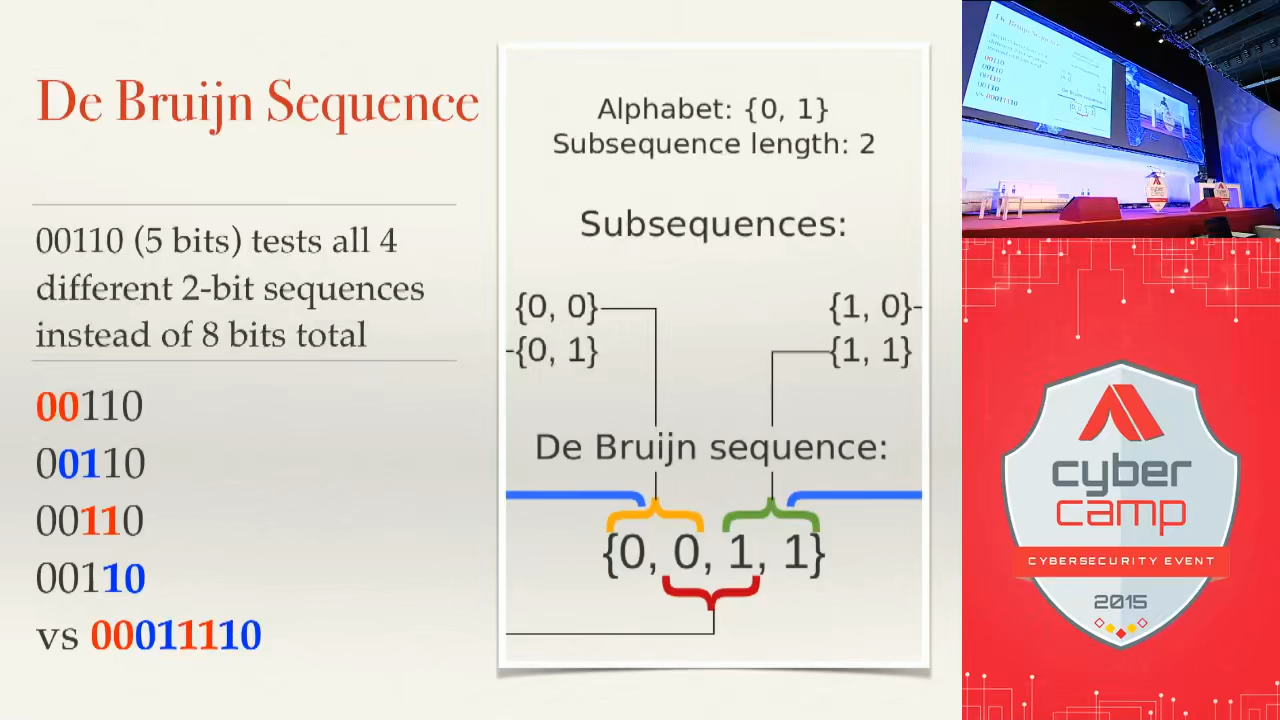 De Bruijn Sequence
00110 (5 bits) tests all 4
different 2-bit sequences
instead of 8 bits total
00110
00110
00110
00110
vs 00011110
Alphabet: {0, 1}
Subsequence length: 2
Subsequences:
{0, 0}
{0, 1}
{1, 0}
{1, 1}
De Bruijn sequence:
{0, 0, 1, 1}
cyber
camp
CYBERSECURITY EVENT
2015